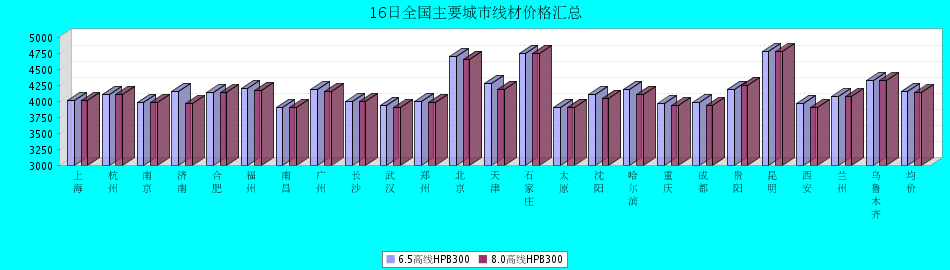 16日全国主要城市线材价格汇总
5000
4750
4500
4250
4000
3750
3500
3250
3000
上海
杭州
南京
济南
合肥
福州
南昌
广州
长沙
武汉
郑州
北京
天津
石家庄
太原
沈阳
哈尔滨
重庆
成都
贵阳
昆明
西安
兰州
乌鲁木齐
均价
6.5高线HPB300
8.0高线HPB300